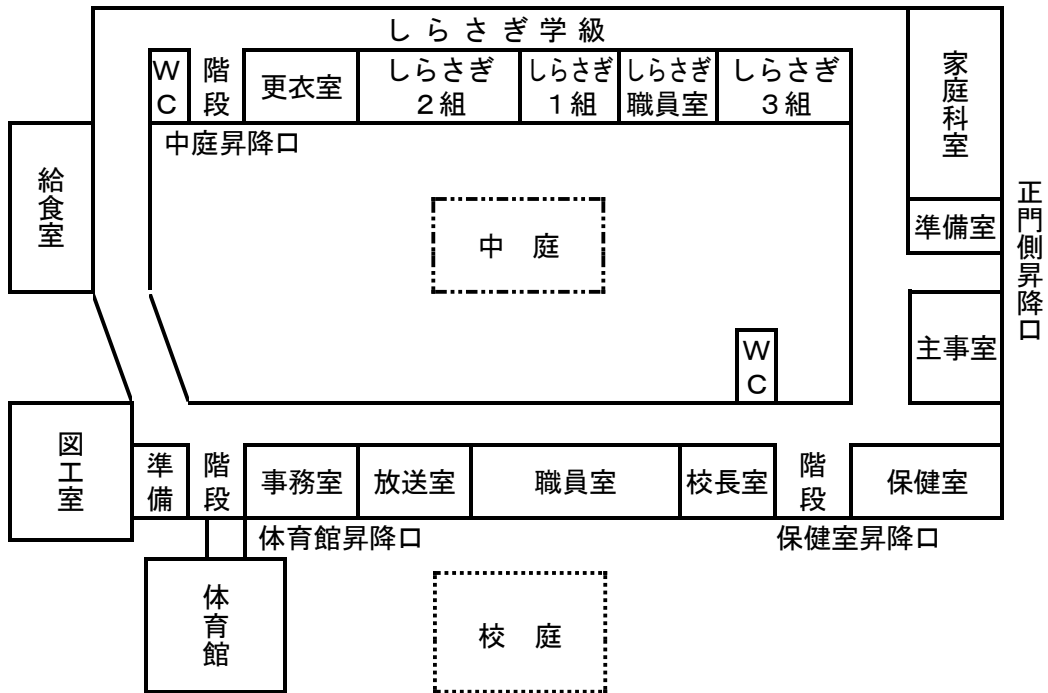 しらさぎ学級
WC
階段
更衣室
しらさぎ
2組
しらさぎ
1組
しらさぎ
職員室
しらさぎ
3組
家庭科室
中庭昇降口
給食室
中 庭
準備室
正門側昇降口
WC
主事室
図工室
準備
階段
事務室
放送室
職員室
校長室
階段
保健室
体育館昇降口
保健室昇降口
体育館
校 庭